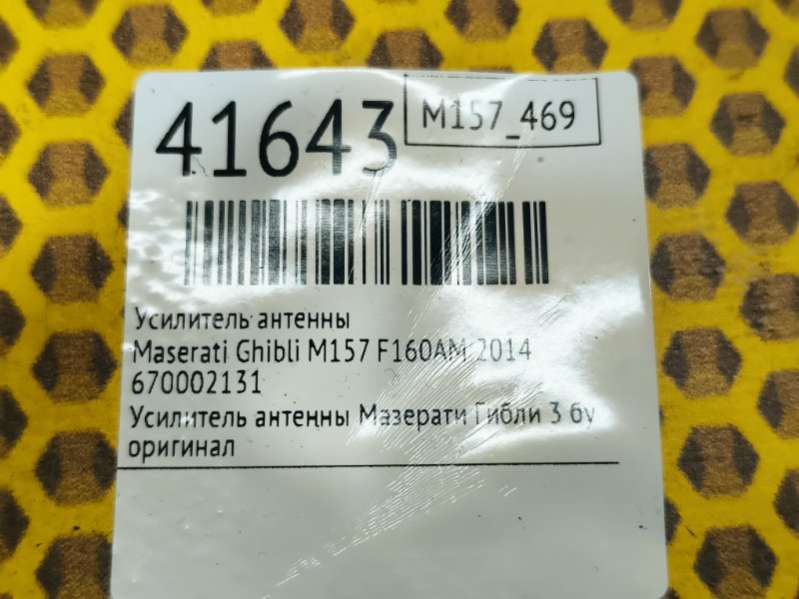 41643
M157_469
Усилитель антенны
Maserati Ghibli M157 F160AM 2014
670002131
Усилитель антенны Мазерати Гибли 3 бу
оригинал